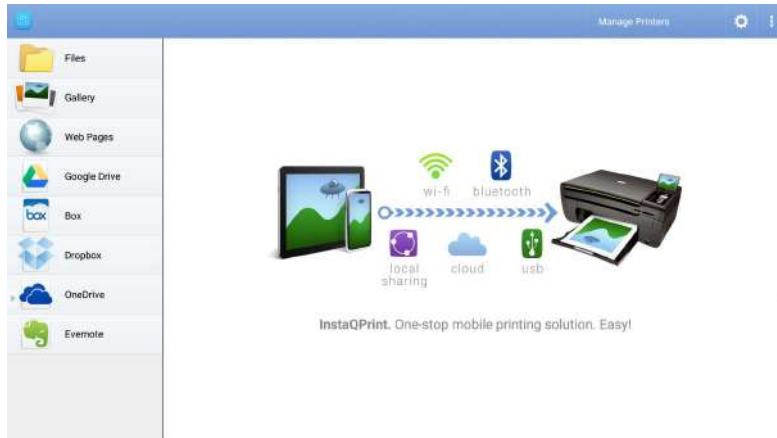 Manage Printers
Files
Gallery
Web Pages
Google Drive
box
Box
Dropbox
OneDrive
Evernote
wi-fi
bluetooth
local
sharing
cloud
usb
InstaQPrint. One-stop mobile printing solution. Easy!